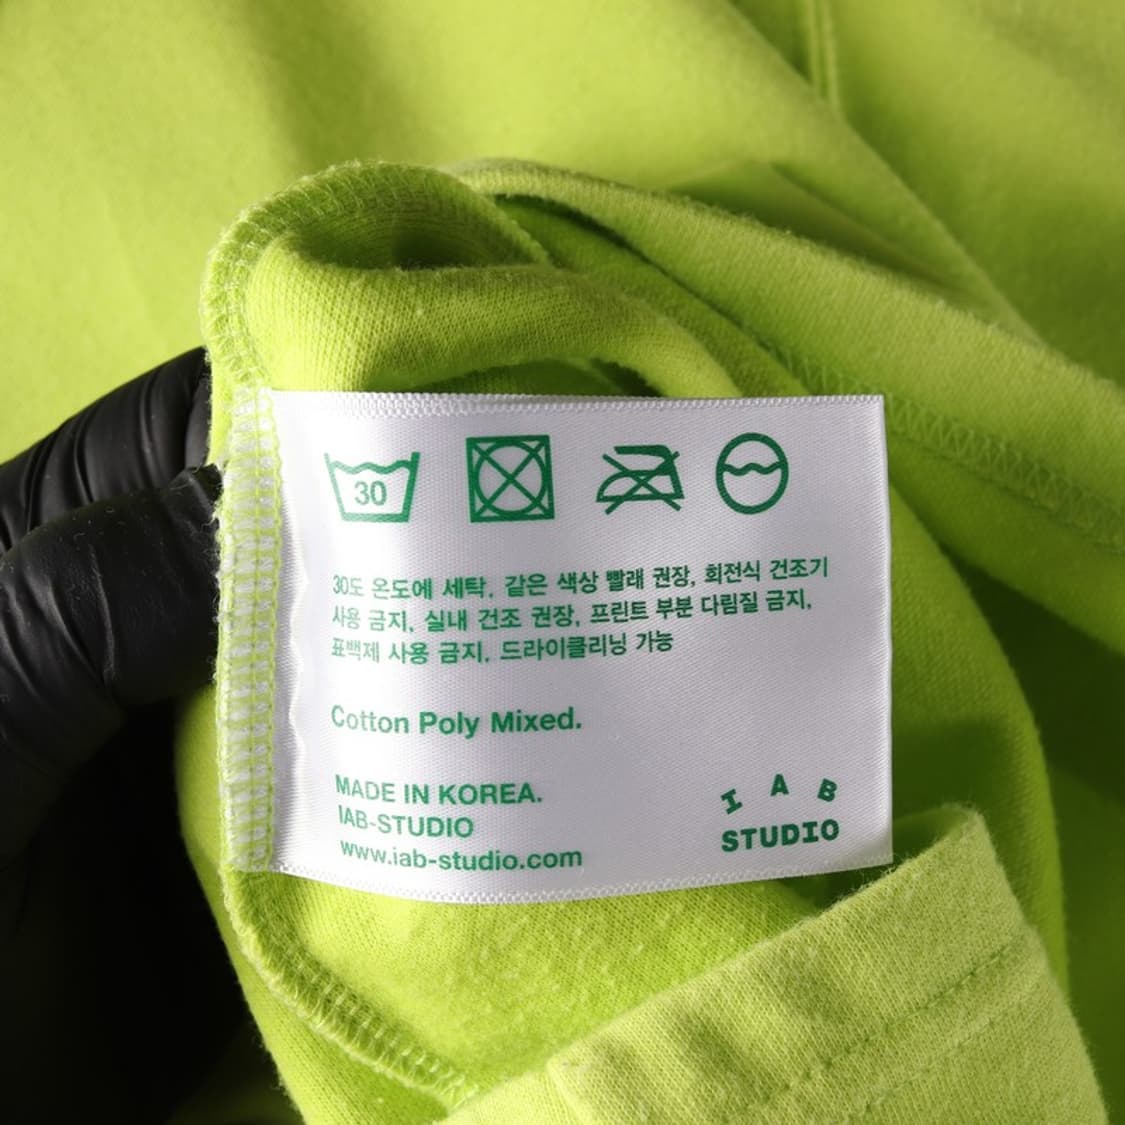 30
30도 온도에 세탁, 같은 색상 빨래 권장, 회전식 건조기
사용 금지, 실내 건조 권장, 프린트 부분 다림질 금지,
표백제 사용 금지, 드라이클리닝 가능
Cotton Poly Mixed.
MADE IN KOREA.
IAB-STUDIO
www.iab-studio.com
I A B
STUDIO